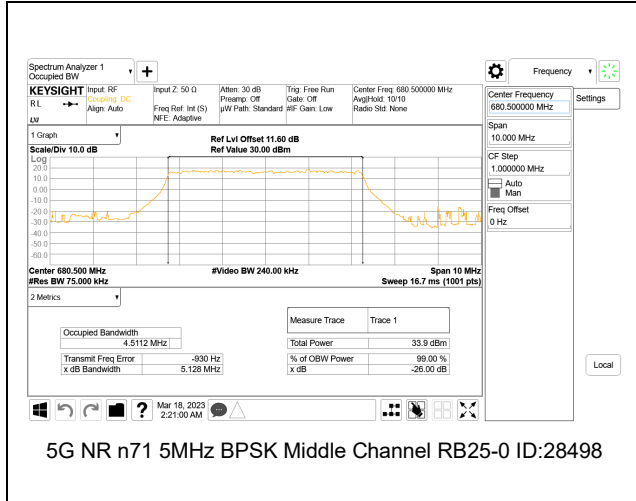 Spectrum Analyzer 1
Occupied BW
Frequency
KEYSIGHT Input: RF Input Z: 50 Ω Atten: 30 dB Trig: Free Run Center Freq: 680.500000 MHz
Coupling: DC Preamp: Off Gate: Off Avg|Hold: 10/10
RL Align: Auto Freq Ref: Int (S) µW Path: Standard #IF Gain: Low Radio Std: None
NFE: Adaptive
LXI
Center Frequency
680.500000 MHz
Settings
Span
10.000 MHz
CF Step
1.000000 MHz
Auto
Man
Freq Offset
0 Hz
Local
1 Graph
Ref Lvl Offset 11.60 dB
Scale/Div 10.0 dB Ref Value 30.00 dBm
Log
20.0
10.0
0.00
-10.0
-20.0
-30.0
-40.0
-50.0
-60.0
Center 680.500 MHz #Video BW 240.00 kHz Span 10 MHz
#Res BW 75.000 kHz Sweep 16.7 ms (1001 pts)
2 Metrics
Measure Trace Trace 1
Occupied Bandwidth
4.5112 MHz
Total Power 33.9 dBm
Transmit Freq Error -930 Hz % of OBW Power 99.00 %
x dB Bandwidth 5.128 MHz x dB -26.00 dB
Mar 18, 2023
2:21:00 AM
5G NR n71 5MHz BPSK Middle Channel RB25-0 ID:28498